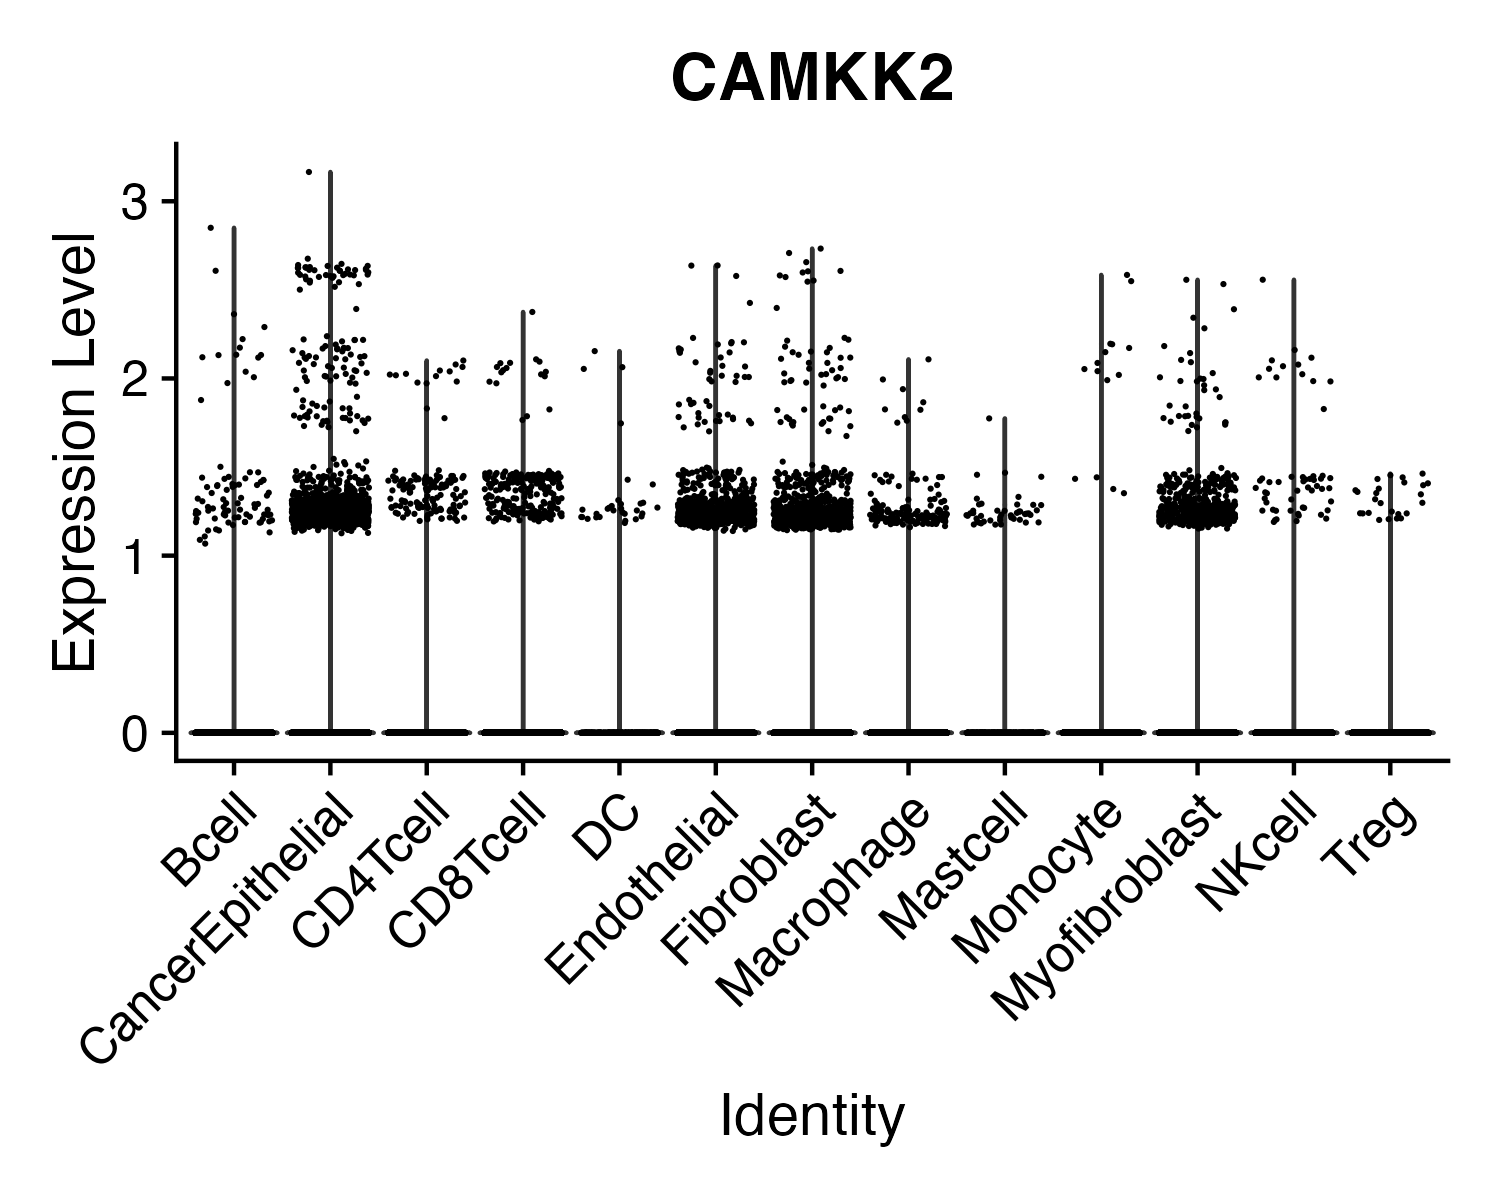 CAMKK2
Expression Level
3
2
1
0
Bcell
CancerEpithelial
CD4Tcell
CD8Tcell
DC
Endothelial
Fibroblast
Macrophage
Mastcell
Monocyte
Myofibroblast
NKcell
Treg
Identity